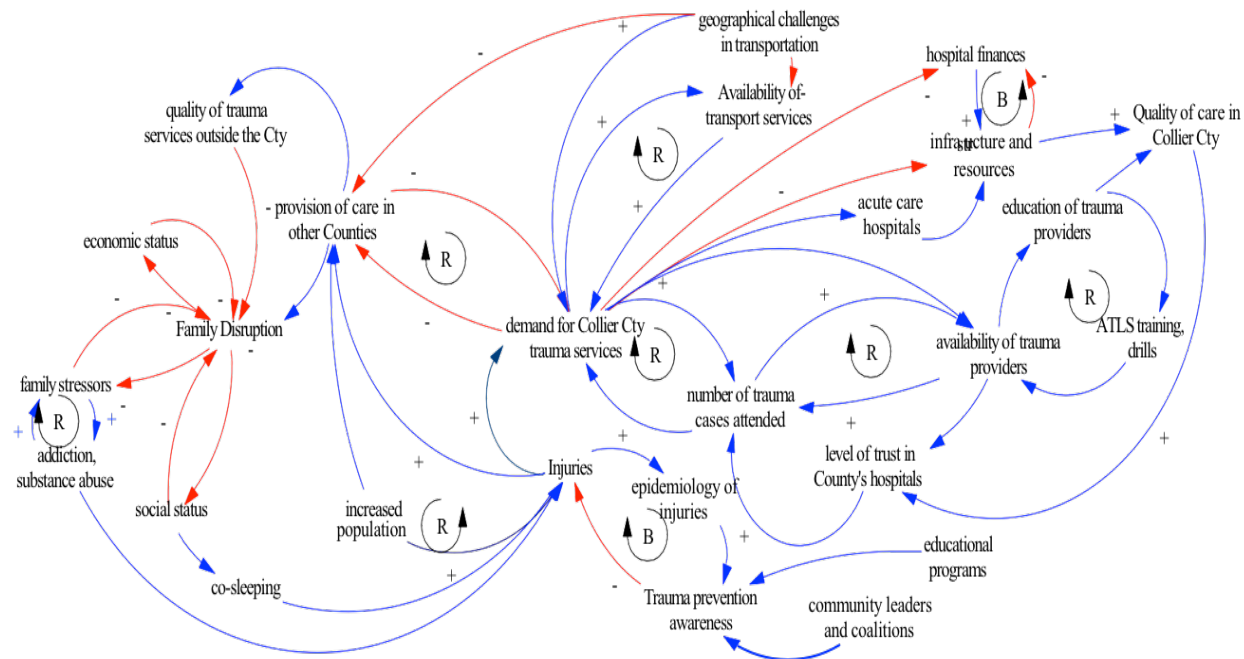 geographical challenges
in transportation
hospital finances
quality of trauma
services outside the Cty
Availability of-
transport services
Quality of care in
Collier Cty
B
infra ucture and
str
resources
R
provision of care in
other Counties
acute care
hospitals
education of trauma
providers
economic status
R
R
Family Disruption
demand for Collier Cty
trauma services
R
ATLS training,
drills
R
availability of trauma
providers
family stressors
R
number of trauma
cases attended
addiction,
substance abuse
level of trust in
County's hospitals
Injuries
epidemiology of
injuries
social status
increased
population
R
B
educational
programs
co-sleeping
Trauma prevention
awareness
community leaders
and coalitions
+
-
+
-
+
-
+
-
-
-
-
-
-
-
-
-
+
+
-
+
+
+
+
+
+
+
+
+
-